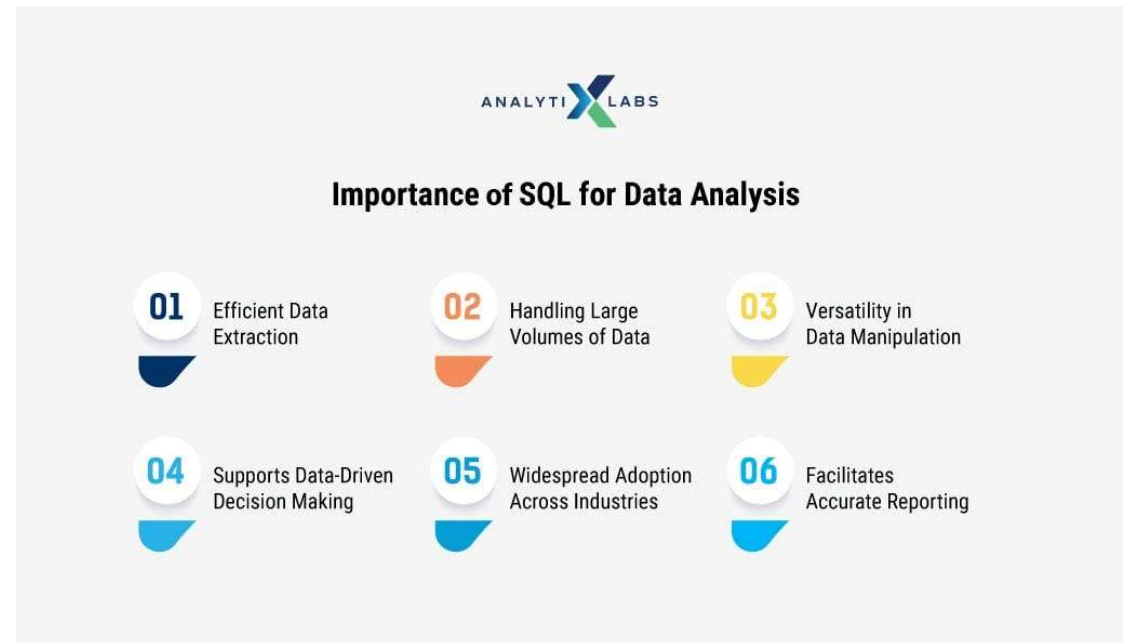 ANALYTIX LABS
Importance of SQL for Data Analysis
01
Efficient Data
Extraction
02
Handling Large
Volumes of Data
03
Versatility in
Data Manipulation
04
Supports Data-Driven
Decision Making
05
Widespread Adoption
Across Industries
06
Facilitates
Accurate Reporting